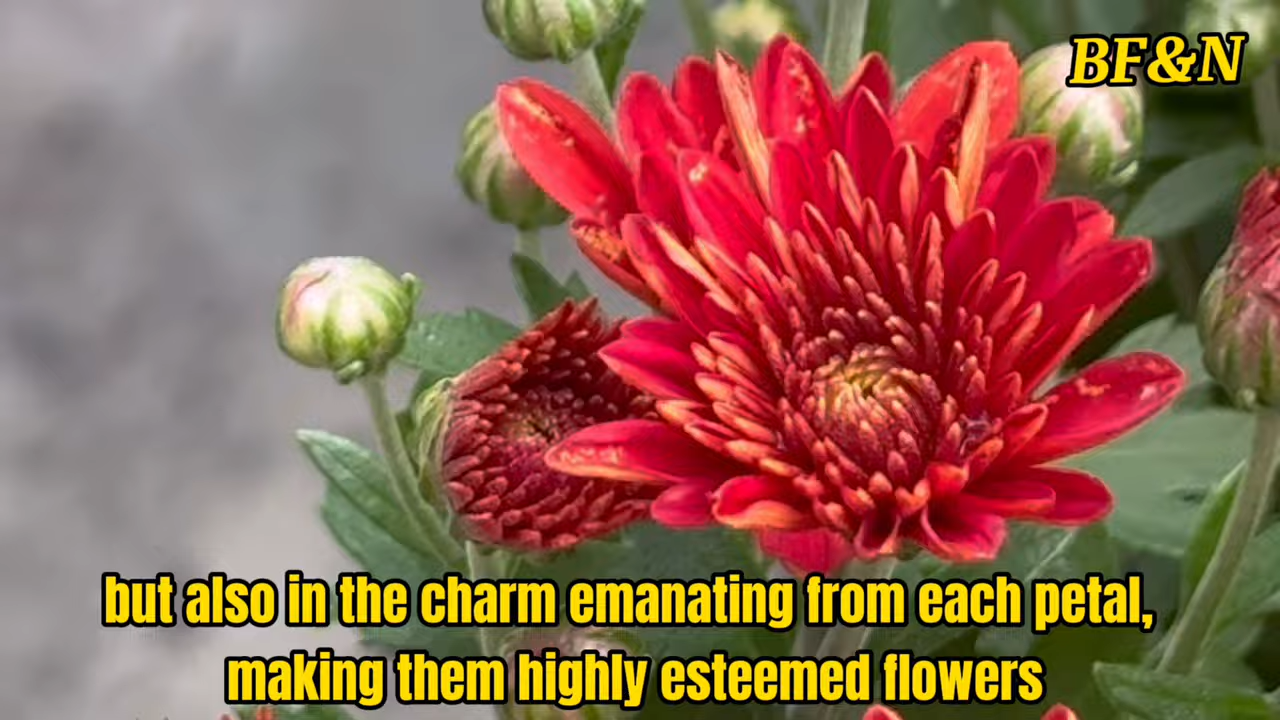 BF&N
but also in the charm emanating from each petal,
making them highly esteemed flowers